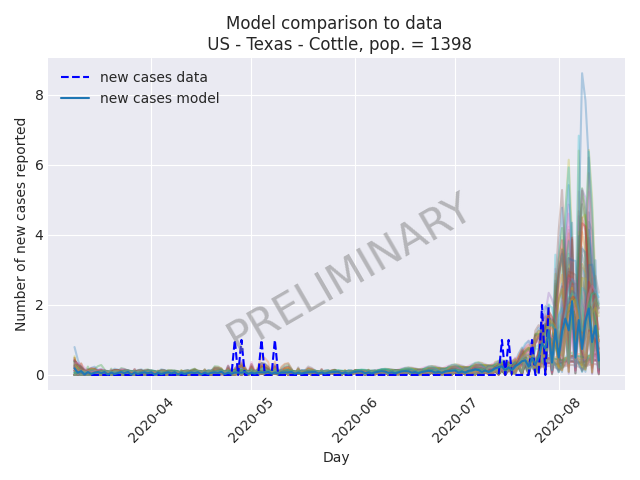 Model comparison to data
US - Texas - Cottle, pop. = 1398
new cases data
new cases model
8
6
4
2
0
Number of new cases reported
PRELIMINARY
2020-04
2020-05
2020-06
2020-07
2020-08
Day